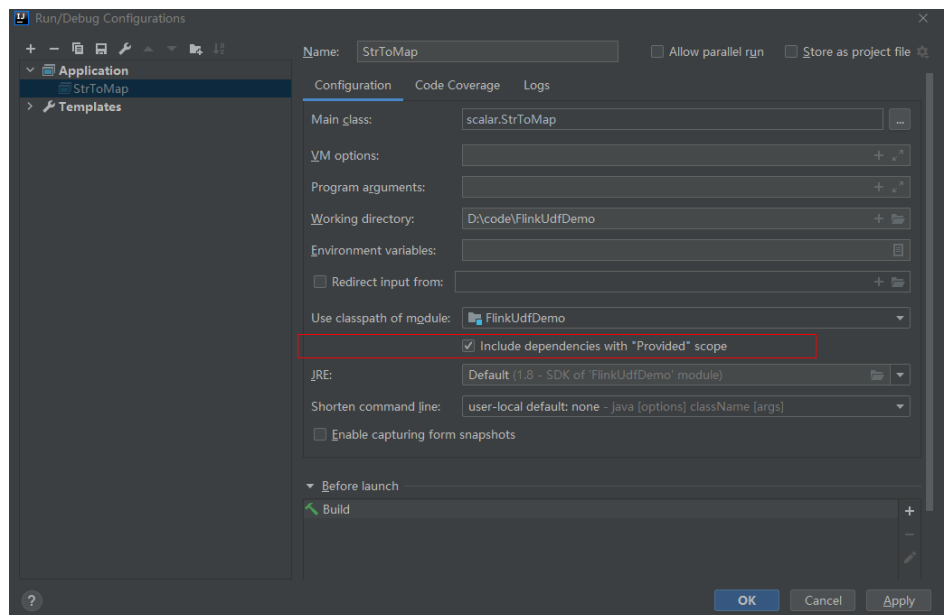 Run/Debug Configurations
Name: StrToMap Allow parallel run Store as project file
Application
StrToMap
Templates
Configuration Code Coverage Logs
Main class: scalar.StrToMap ...
VM options:
Program arguments:
Working directory: D:\code\FlinkUdfDemo
Environment variables:
Redirect input from:
Use classpath of module: FlinkUdfDemo
Include dependencies with "Provided" scope
JRE: Default (1.8 - SDK of 'FlinkUdfDemo' module)
Shorten command line: user-local default: none - java [options] className [args]
Enable capturing form snapshots
Before launch
Build
? OK Cancel Apply